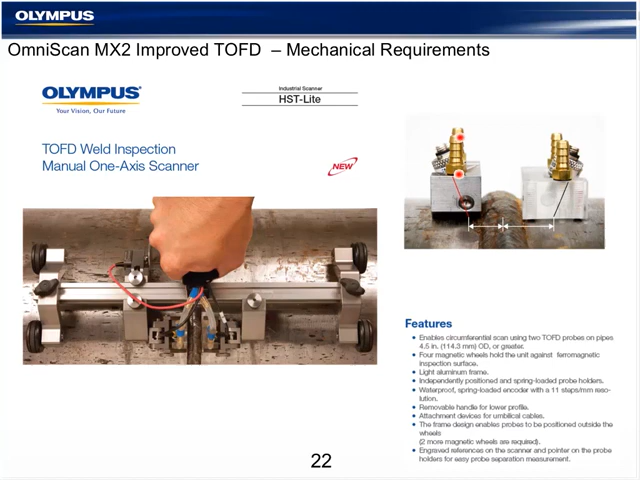 OLYMPUS
OmniScan MX2 Improved TOFD – Mechanical Requirements
OLYMPUS
Your Vision, Our Future
Industrial Scanner
HST-Lite
TOFD Weld Inspection
Manual One-Axis Scanner
NEW
Features
• Enables circumferential scan using two TOFD probes on pipes
4.5 in. (114.3 mm) OD, or greater.
• Four magnetic wheels hold the unit against ferromagnetic
inspection surface.
• Light aluminum frame.
• Independently positioned and spring-loaded probe holders.
• Waterproof, spring-loaded encoder with a 11 steps/mm reso-
lution.
• Removable handle for lower profile.
• Attachment devices for umbilical cables.
• The frame design enables probes to be positioned outside the
wheels
(2 more magnetic wheels are required).
• Engraved references on the scanner and pointer on the probe
holders for easy probe separation measurement.
22